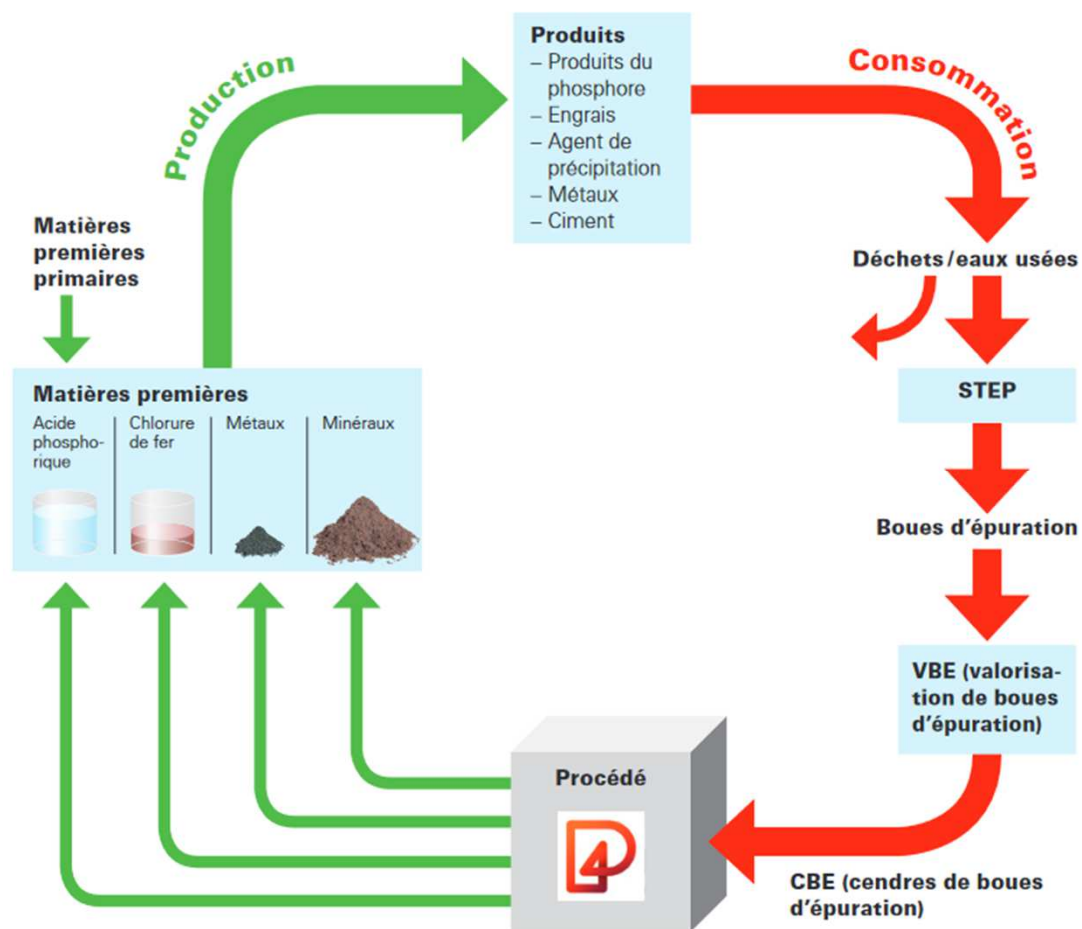 Production
Produits
– Produits du
phosphore
– Engrais
– Agent de
précipitation
– Métaux
– Ciment
Consommation
Matières
premières
primaires
Déchets/eaux usées
Matières premières
Acide
phospho-
rique
Chlorure
de fer
Métaux
Minéraux
STEP
Boues d'épuration
VBE (valorisa-
tion de boues
d'épuration)
Procédé
P4
CBE (cendres de boues
d'épuration)